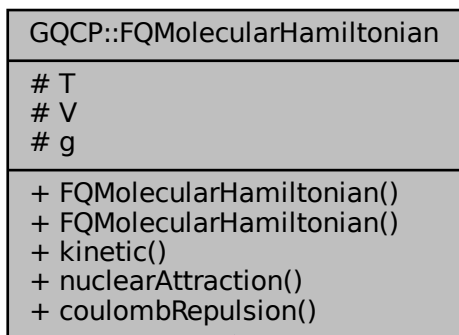 GQCP::FQMolecularHamiltonian
# T
# V
# g
+ FQMolecularHamiltonian()
+ FQMolecularHamiltonian()
+ kinetic()
+ nuclearAttraction()
+ coulombRepulsion()